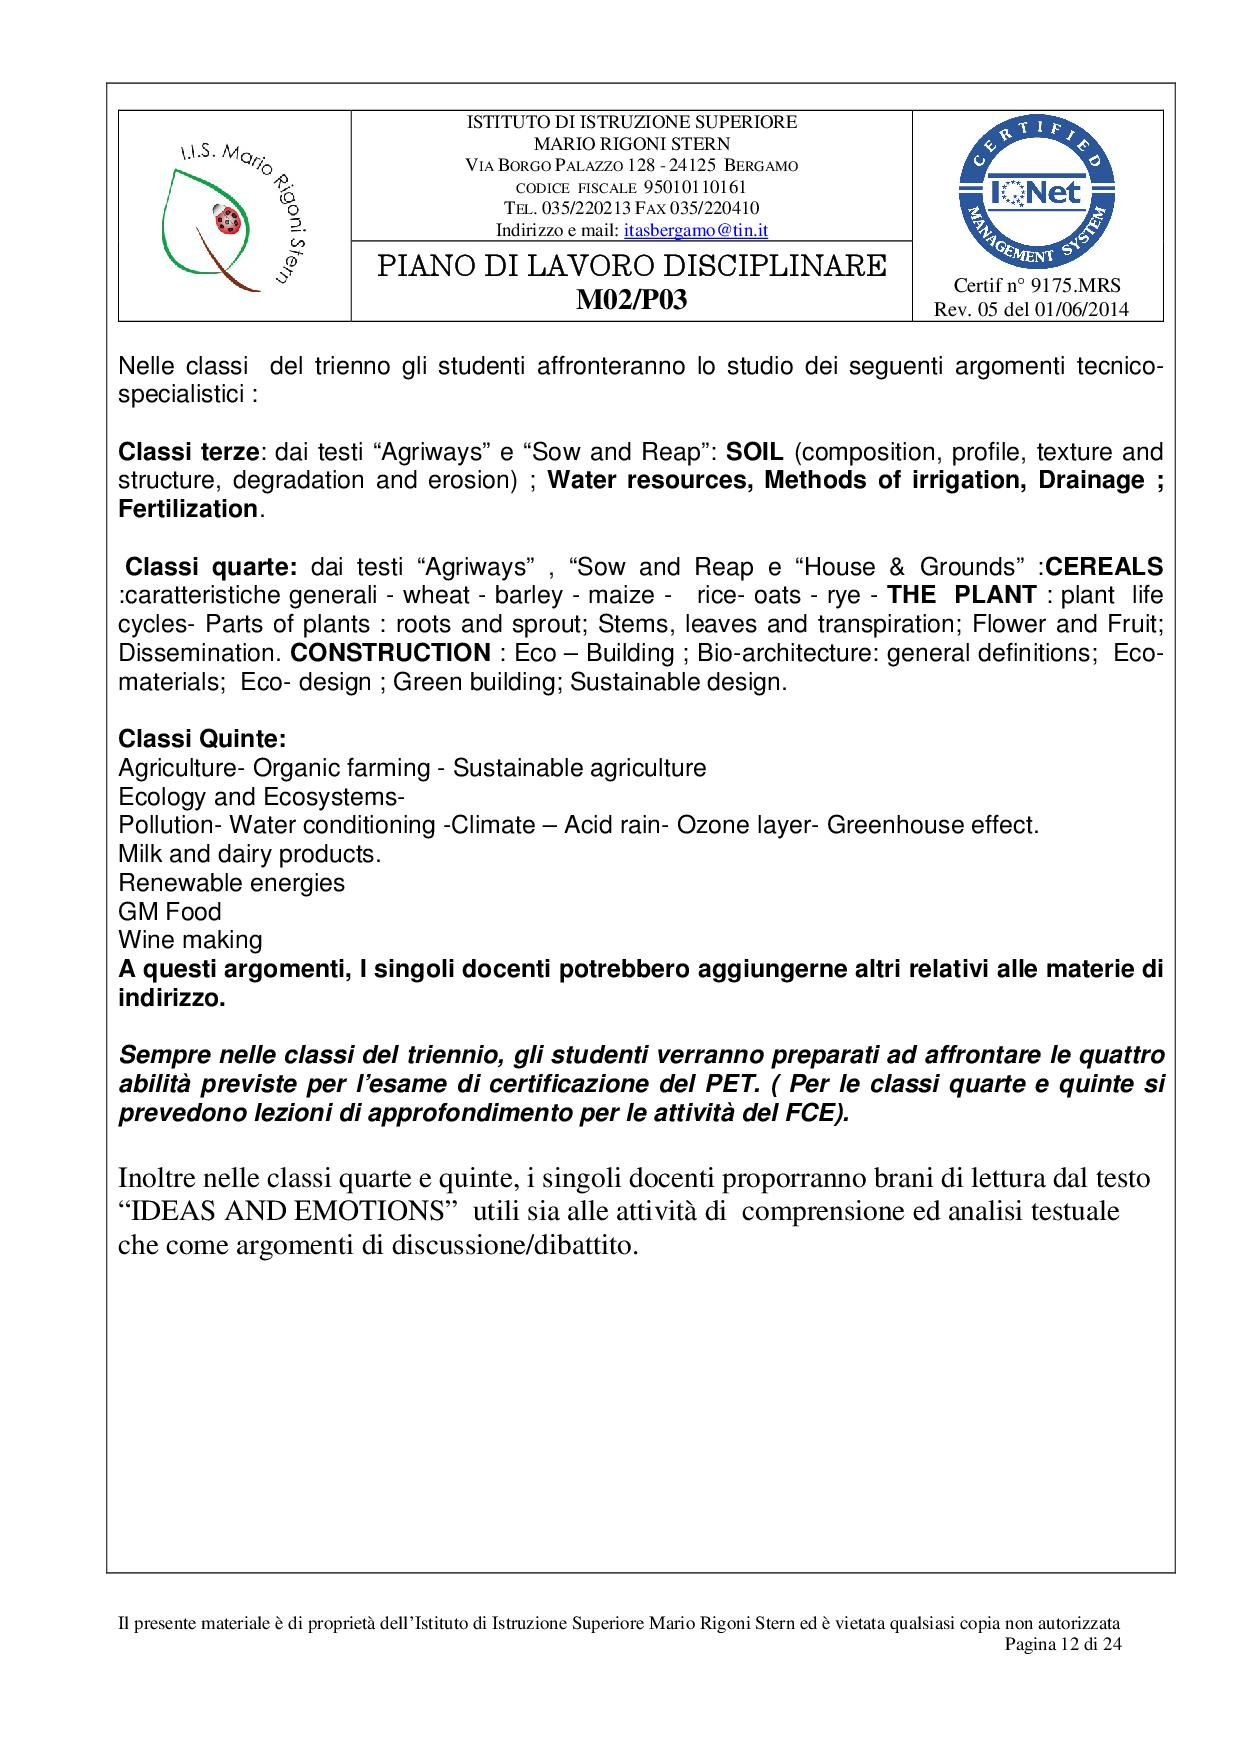 I.I.S. Mario Rigoni Stern
ISTITUTO DI ISTRUZIONE SUPERIORE
MARIO RIGONI STERN
VIA BORGO PALAZZO 128 - 24125 BERGAMO
CODICE FISCALE 95010110161
TEL. 035/220213 FAX 035/220410
Indirizzo e mail: itasbergamo@tin.it
PIANO DI LAVORO DISCIPLINARE
M02/P03
CERTIFIED
IQNet
MANAGEMENT SYSTEM
Certif n° 9175.MRS
Rev. 05 del 01/06/2014
Nelle classi del trienno gli studenti affronteranno lo studio dei seguenti argomenti tecnico-
specialistici :
Classi terze: dai testi “Agriways” e “Sow and Reap”: SOIL (composition, profile, texture and
structure, degradation and erosion) ; Water resources, Methods of irrigation, Drainage ;
Fertilization.
Classi quarte: dai testi “Agriways” , “Sow and Reap e “House & Grounds” :CEREALS
:caratteristiche generali - wheat - barley - maize - rice- oats - rye - THE PLANT : plant life
cycles- Parts of plants : roots and sprout; Stems, leaves and transpiration; Flower and Fruit;
Dissemination. CONSTRUCTION : Eco – Building ; Bio-architecture: general definitions; Eco-
materials; Eco- design ; Green building; Sustainable design.
Classi Quinte:
Agriculture- Organic farming - Sustainable agriculture
Ecology and Ecosystems-
Pollution- Water conditioning -Climate – Acid rain- Ozone layer- Greenhouse effect.
Milk and dairy products.
Renewable energies
GM Food
Wine making
A questi argomenti, I singoli docenti potrebbero aggiungerne altri relativi alle materie di
indirizzo.
Sempre nelle classi del triennio, gli studenti verranno preparati ad affrontare le quattro
abilità previste per l’esame di certificazione del PET. ( Per le classi quarte e quinte si
prevedono lezioni di approfondimento per le attività del FCE).
Inoltre nelle classi quarte e quinte, i singoli docenti proporranno brani di lettura dal testo
“IDEAS AND EMOTIONS” utili sia alle attività di comprensione ed analisi testuale
che come argomenti di discussione/dibattito.
Il presente materiale è di proprietà dell’Istituto di Istruzione Superiore Mario Rigoni Stern ed è vietata qualsiasi copia non autorizzata
Pagina 12 di 24